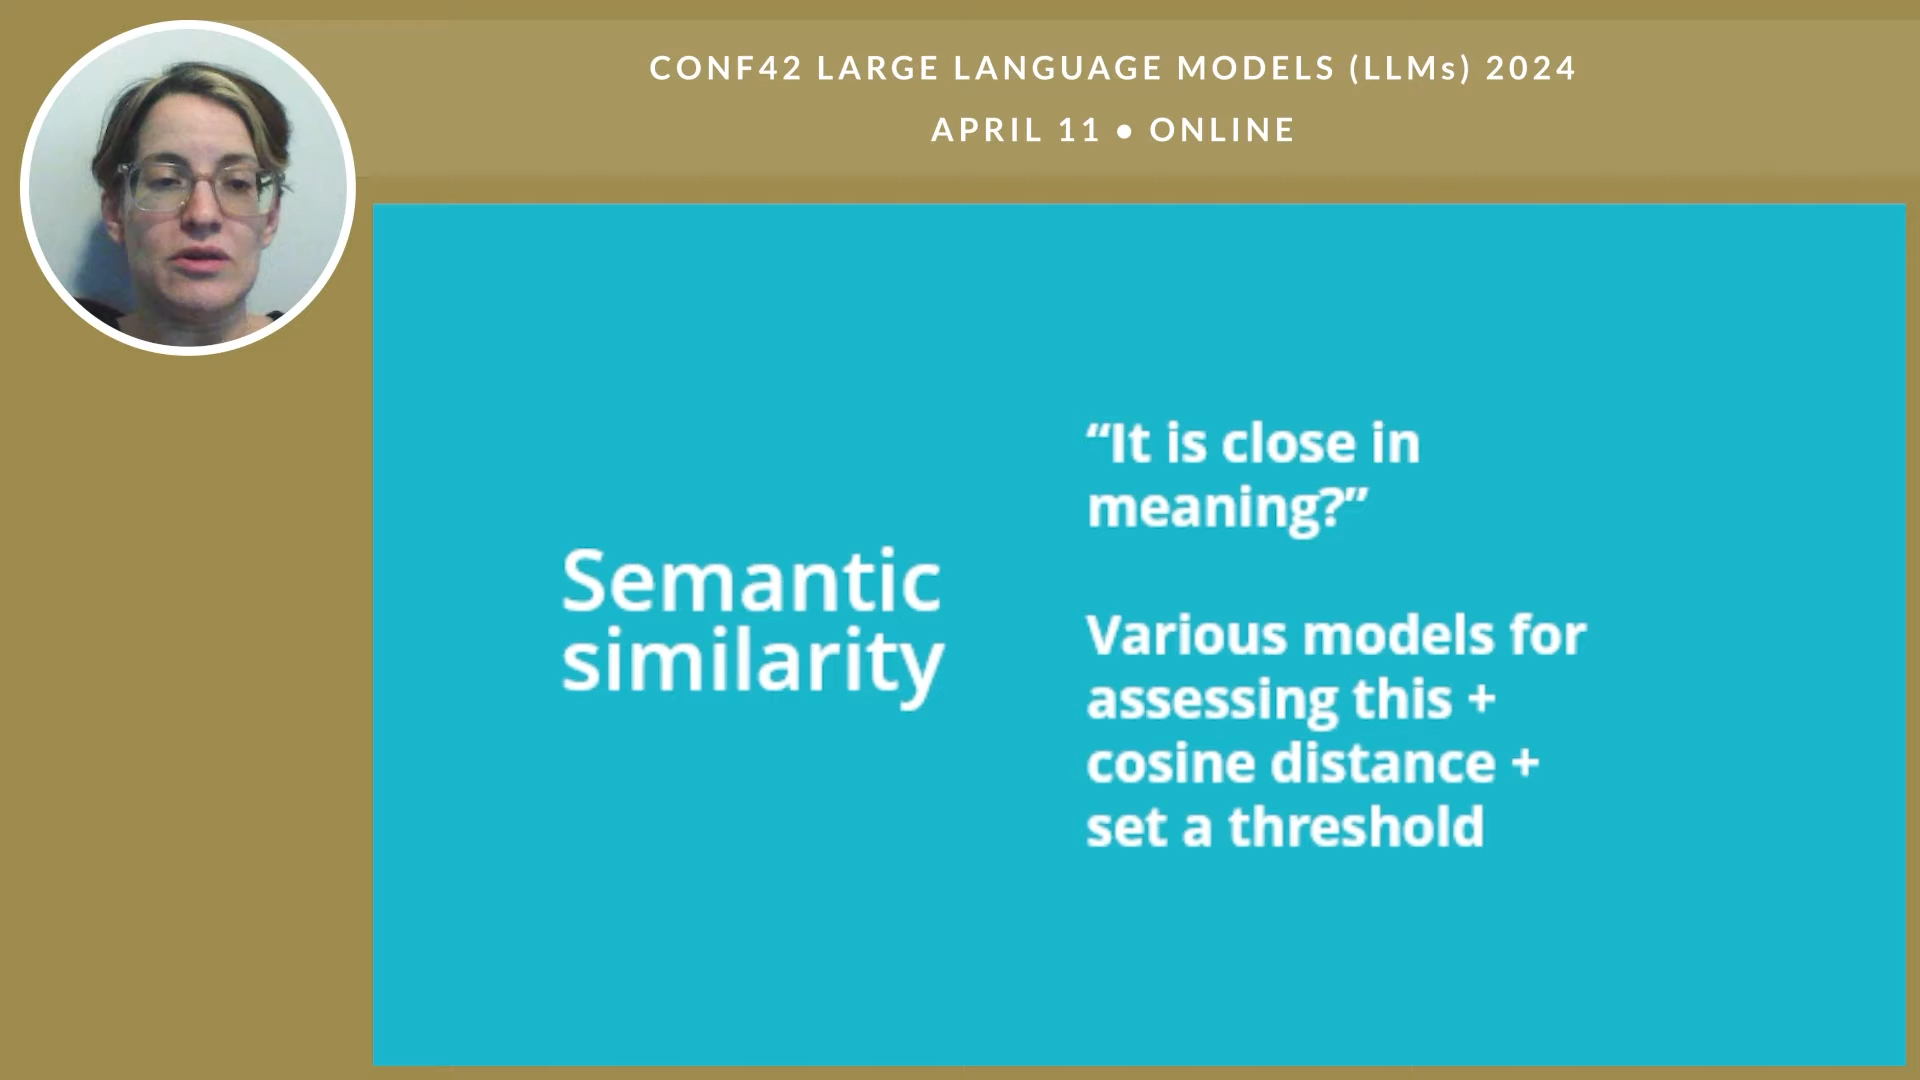 CONF42 LARGE LANGUAGE MODELS (LLMs) 2024
APRIL 11 • ONLINE
Semantic
similarity
“It is close in
meaning?”
Various models for
assessing this +
cosine distance +
set a threshold